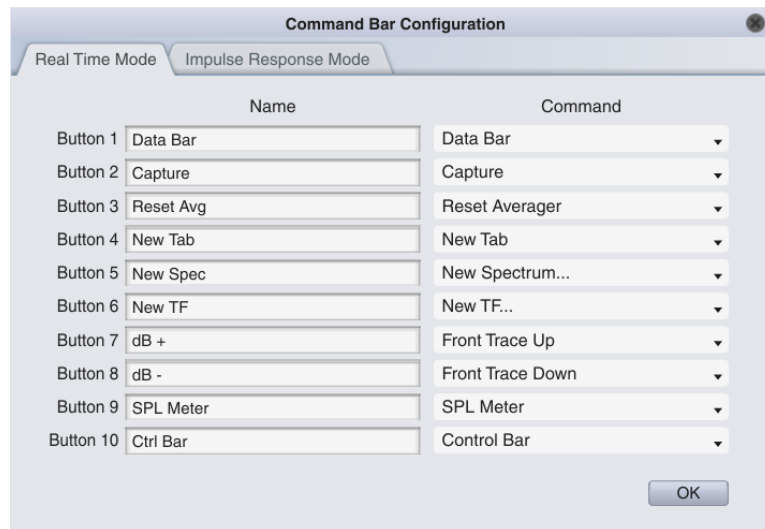 Command Bar Configuration
Real Time Mode Impulse Response Mode
Name Command
Button 1 Data Bar Data Bar
Button 2 Capture Capture
Button 3 Reset Avg Reset Averager
Button 4 New Tab New Tab
Button 5 New Spec New Spectrum...
Button 6 New TF New TF...
Button 7 dB + Front Trace Up
Button 8 dB - Front Trace Down
Button 9 SPL Meter SPL Meter
Button 10 Ctrl Bar Control Bar
OK